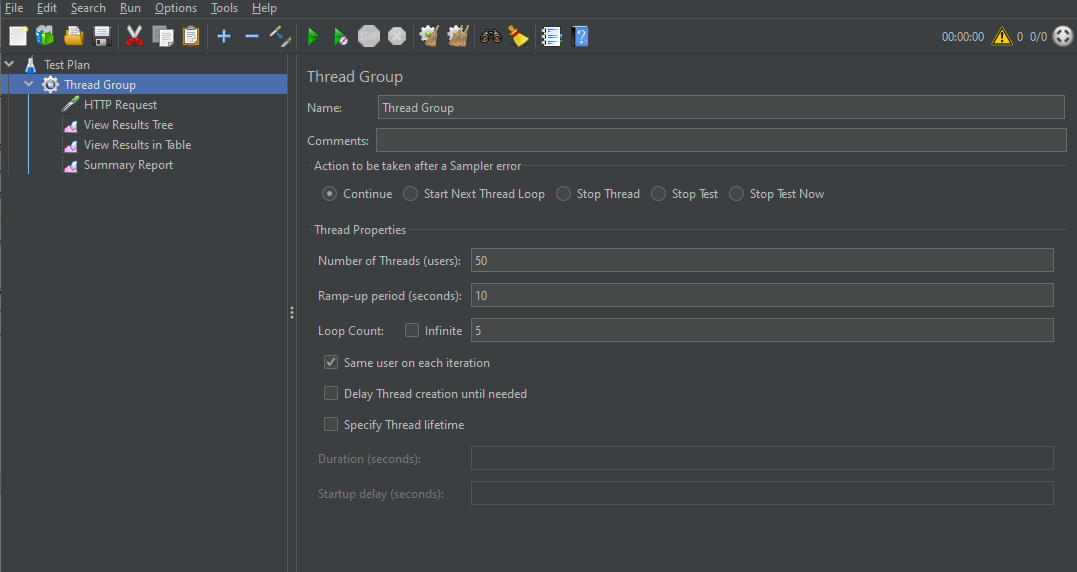 File Edit Search Run Options Tools Help
STOP 00:00:00 0 0/0
Test Plan
Thread Group
HTTP Request
View Results Tree
View Results in Table
Summary Report
Thread Group
Name: Thread Group
Comments:
Action to be taken after a Sampler error
Continue Start Next Thread Loop Stop Thread Stop Test Stop Test Now
Thread Properties
Number of Threads (users): 50
Ramp-up period (seconds): 10
Loop Count: Infinite 5
Same user on each iteration
Delay Thread creation until needed
Specify Thread lifetime
Duration (seconds):
Startup delay (seconds):